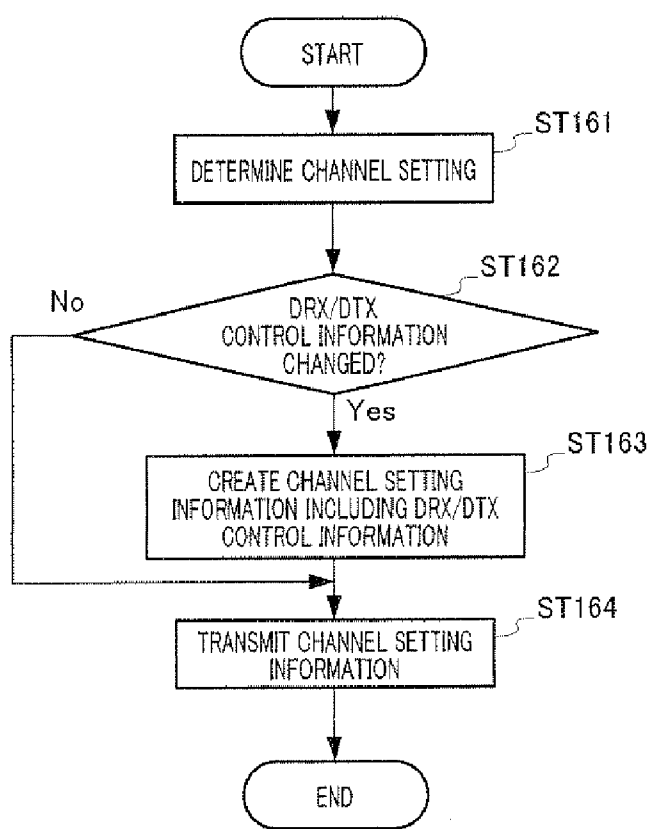 START
ST161
DETERMINE CHANNEL SETTING
ST162
No
DRX/DTX
CONTROL INFORMATION
CHANGED?
Yes
ST163
CREATE CHANNEL SETTING
INFORMATION INCLUDING DRX/DTX
CONTROL INFORMATION
ST164
TRANSMIT CHANNEL SETTING
INFORMATION
END